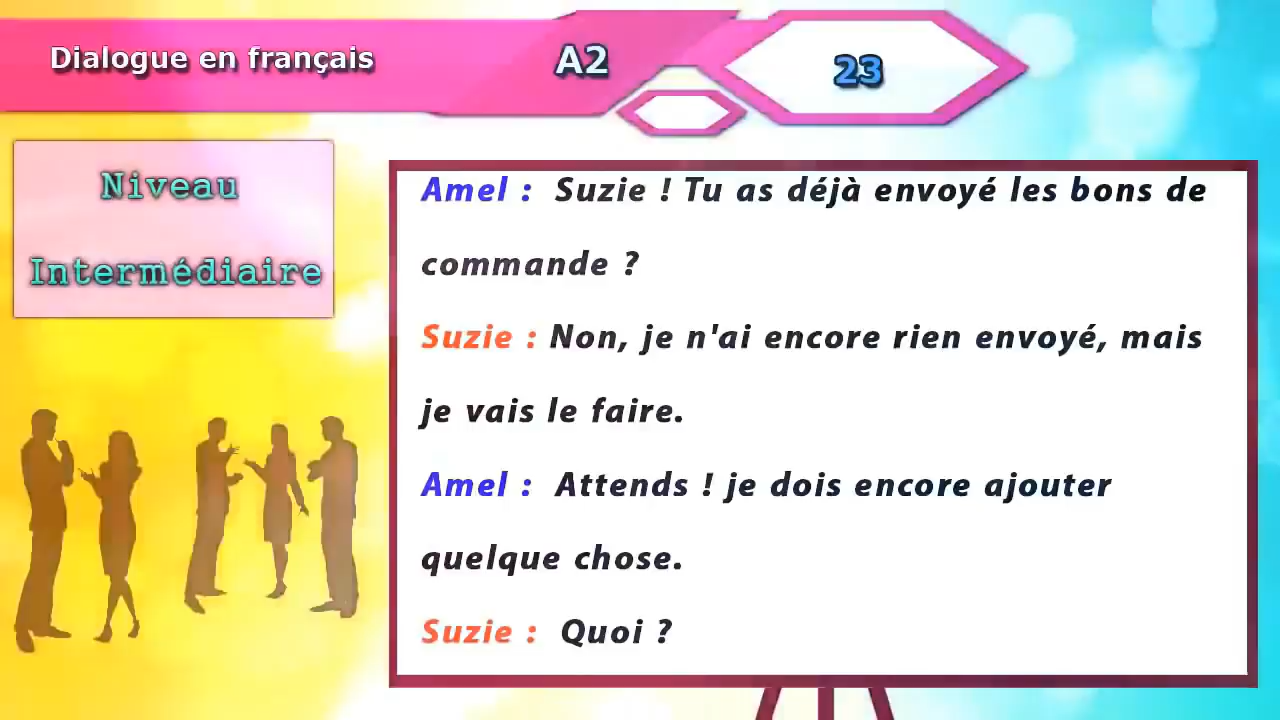 Dialogue en français
A2
23
Niveau
Intermédiaire
Amel : Suzie ! Tu as déjà envoyé les bons de
commande ?
Suzie : Non, je n'ai encore rien envoyé, mais
je vais le faire.
Amel : Attends ! je dois encore ajouter
quelque chose.
Suzie : Quoi ?